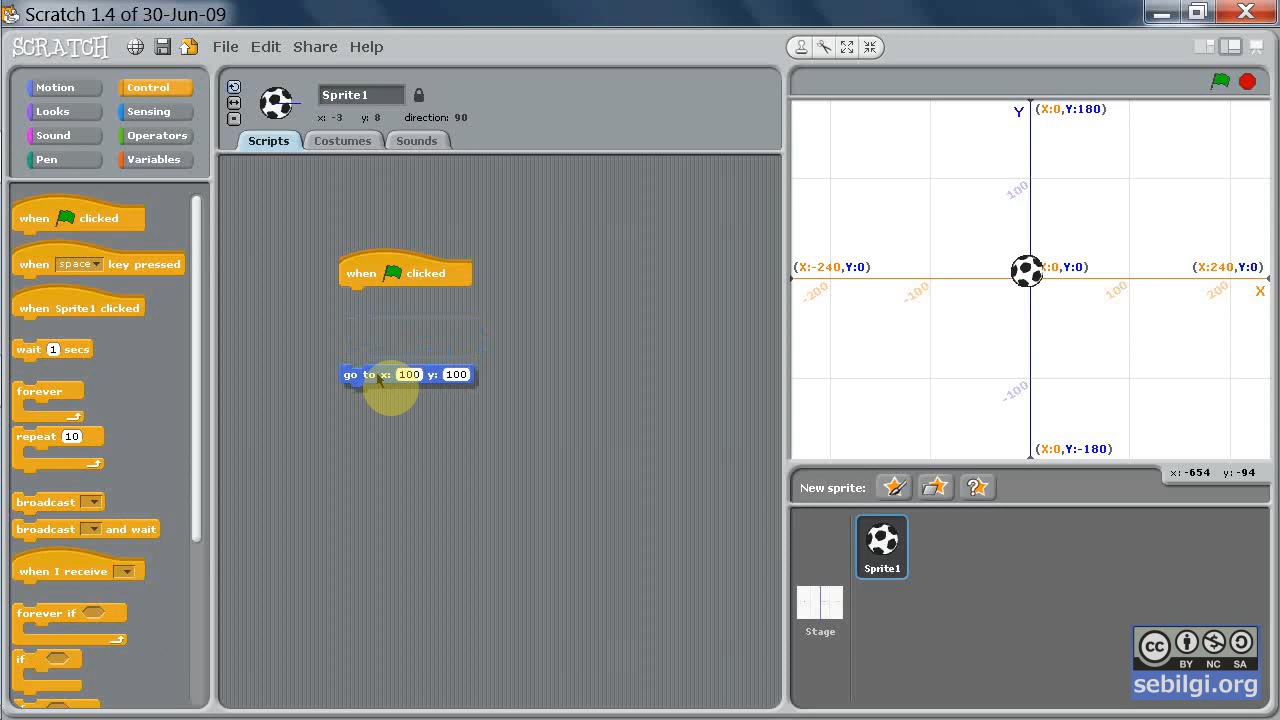 Scratch 1.4 of 30-Jun-09
SCRATCH File Edit Share Help
Motion Control
Looks Sensing
Sound Operators
Pen Variables
Sprite1
x: -3 y: 8 direction: 90
Scripts Costumes Sounds
when clicked
when space key pressed
when Sprite1 clicked
wait 1 secs
forever
repeat 10
broadcast
broadcast and wait
when I receive
forever if
if
when clicked
go to x: 100 y: 100
Y (X:0,Y:180)
100
(X:-240,Y:0) (X:0,Y:0) (X:240,Y:0)
-200 -100 100 200 X
-100
(X:0,Y:-180)
x: -654 y: -94
New sprite:
Sprite1
Stage
cc
BY NC SA
sebilgi.org